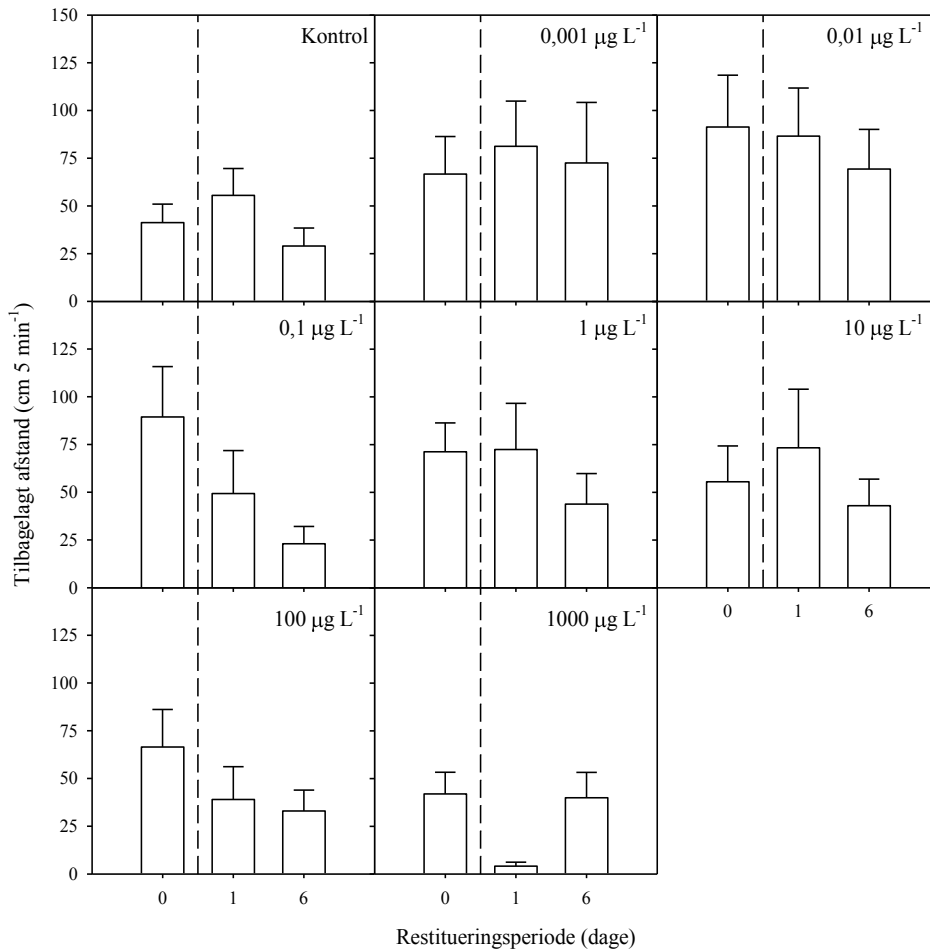 150
125
100
75
50
25
0
Kontrol
0,001 µg L⁻¹
0,01 µg L⁻¹
125
100
75
50
25
0
0,1 µg L⁻¹
1 µg L⁻¹
10 µg L⁻¹
0 1 6
125
100
75
50
25
0
100 µg L⁻¹
1000 µg L⁻¹
0 1 6
0 1 6
Tilbagelagt afstand (cm 5 min⁻¹)
Restitueringsperiode (dage)